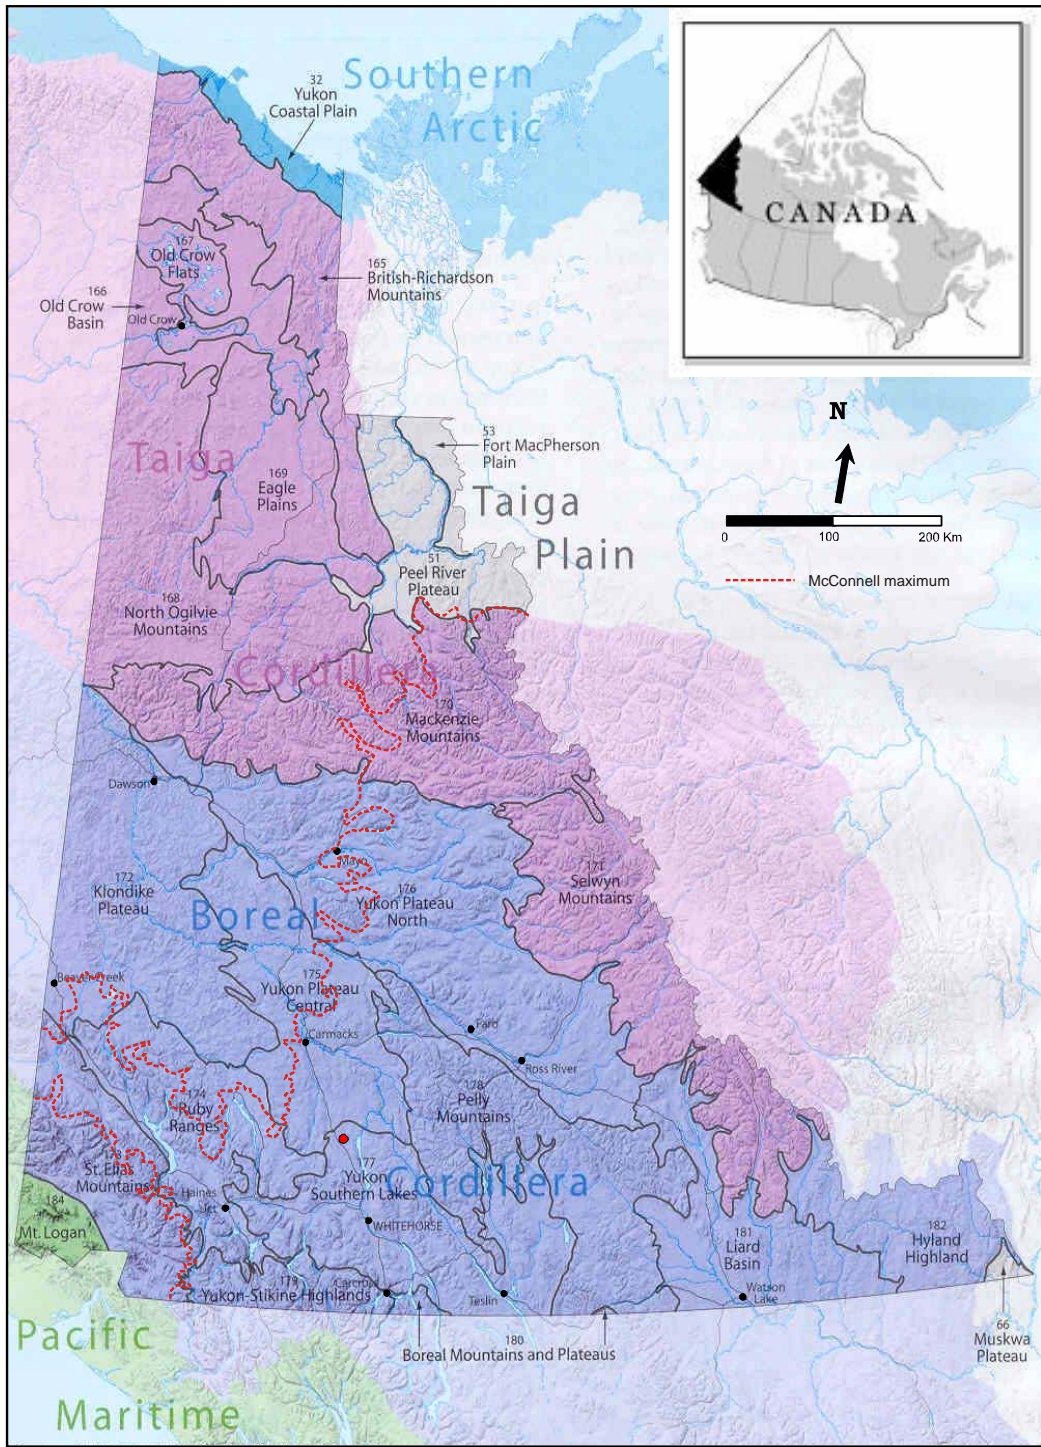 Southern
Arctic
32
Yukon
Coastal Plain
CANADA
167
Old Crow
Flats
165
British-Richardson
Mountains
166
Old Crow
Basin
Old Crow
N
0 100 200 Km
McConnell maximum
53
Fort MacPherson
Plain
Taiga
Plain
Taiga
Cordillera
169
Eagle
Plains
51
Peel River
Plateau
168
North Ogilvie
Mountains
170
Mackenzie
Mountains
Dawson
Mayo
172
Klondike
Plateau
176
Yukon Plateau
North
171
Selwyn
Mountains
Boreal
Cordillera
Beaver Creek
175
Yukon Plateau
Central
Carmacks
Faro
Ross River
174
Ruby
Ranges
178
Pelly
Mountains
173
St. Elias
Mountains
177
Yukon
Southern Lakes
184
Mt. Logan
Haines
Jct
WHITEHORSE
181
Liard
Basin
182
Hyland
Highland
179
Yukon-Stikine Highlands
Carcross
Teslin
Watson
Lake
180
Boreal Mountains and Plateaus
66
Muskwa
Plateau
Pacific
Maritime